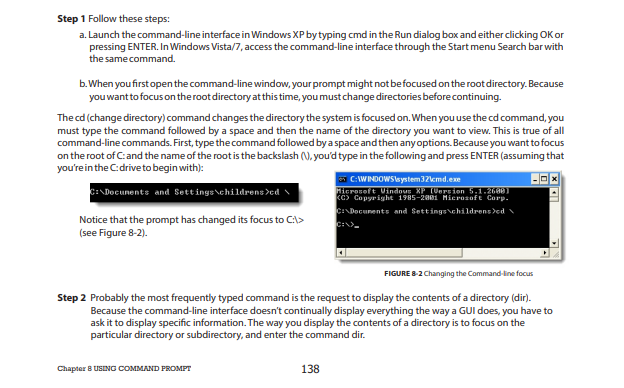 Step 1 Follow these steps:
a. Launch the command-line interface in Windows XP by typing cmd in the Run dialog box and either clicking OK or
pressing ENTER. In Windows Vista/7, access the command-line interface through the Start menu Search bar with
the same command.
b. When you first open the command-line window, your prompt might not be focused on the root directory. Because
you want to focus on the root directory at this time, you must change directories before continuing.
The cd (change directory) command changes the directory the system is focused on. When you use the cd command, you
must type the command followed by a space and then the name of the directory you want to view. This is true of all
command-line commands. First, type the command followed by a space and then any options. Because you want to focus
on the root of C: and the name of the root is the backslash (\), you'd type in the following and press ENTER (assuming that
you're in the C: drive to begin with):
C:\Documents and Settings\childrens>cd \
Notice that the prompt has changed its focus to C:\>
(see Figure 8-2).
C:\WINDOWS\system32\cmd.exe
Microsoft Windows XP [Version 5.1.2600]
(C) Copyright 1985-2001 Microsoft Corp.
C:\Documents and Settings\childrens>cd \
C:\>_
FIGURE 8-2 Changing the Command-line focus
Step 2 Probably the most frequently typed command is the request to display the contents of a directory (dir).
Because the command-line interface doesn't continually display everything the way a GUI does, you have to
ask it to display specific information. The way you display the contents of a directory is to focus on the
particular directory or subdirectory, and enter the command dir.
Chapter 8 USING COMMAND PROMPT
138